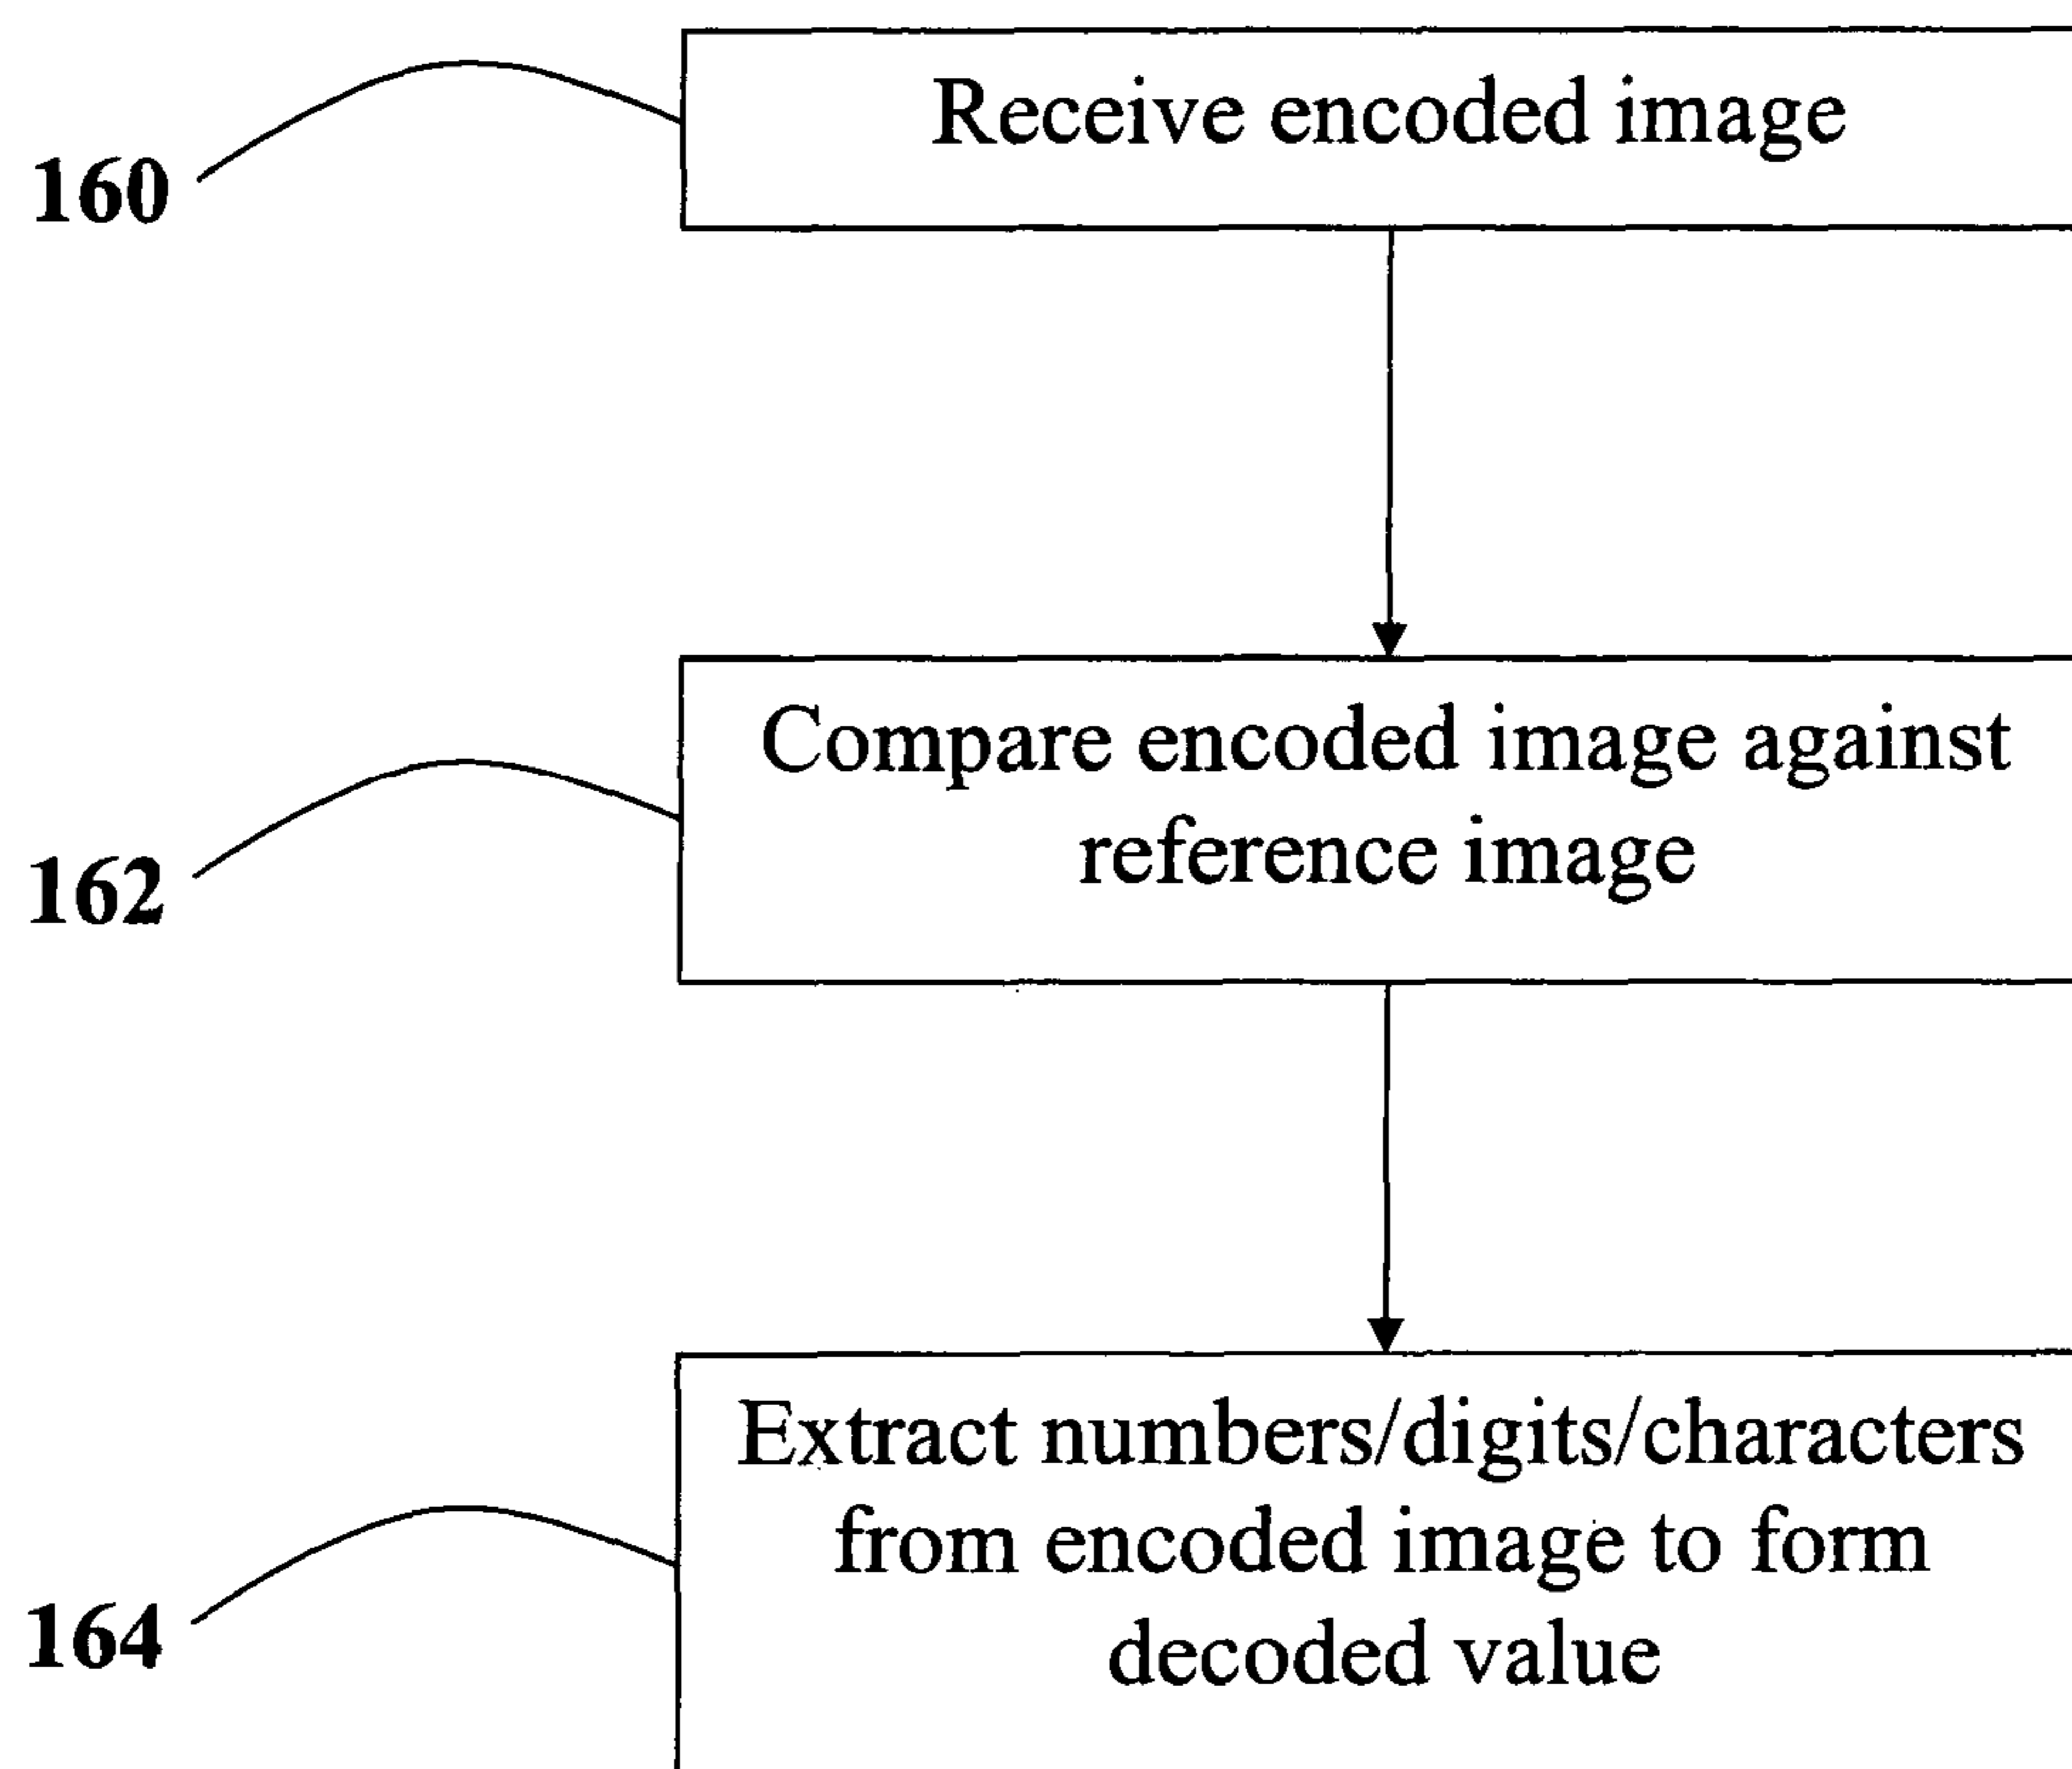 Receive encoded image
160
Compare encoded image against
reference image
162
Extract numbers/digits/characters
from encoded image to form
decoded value
164